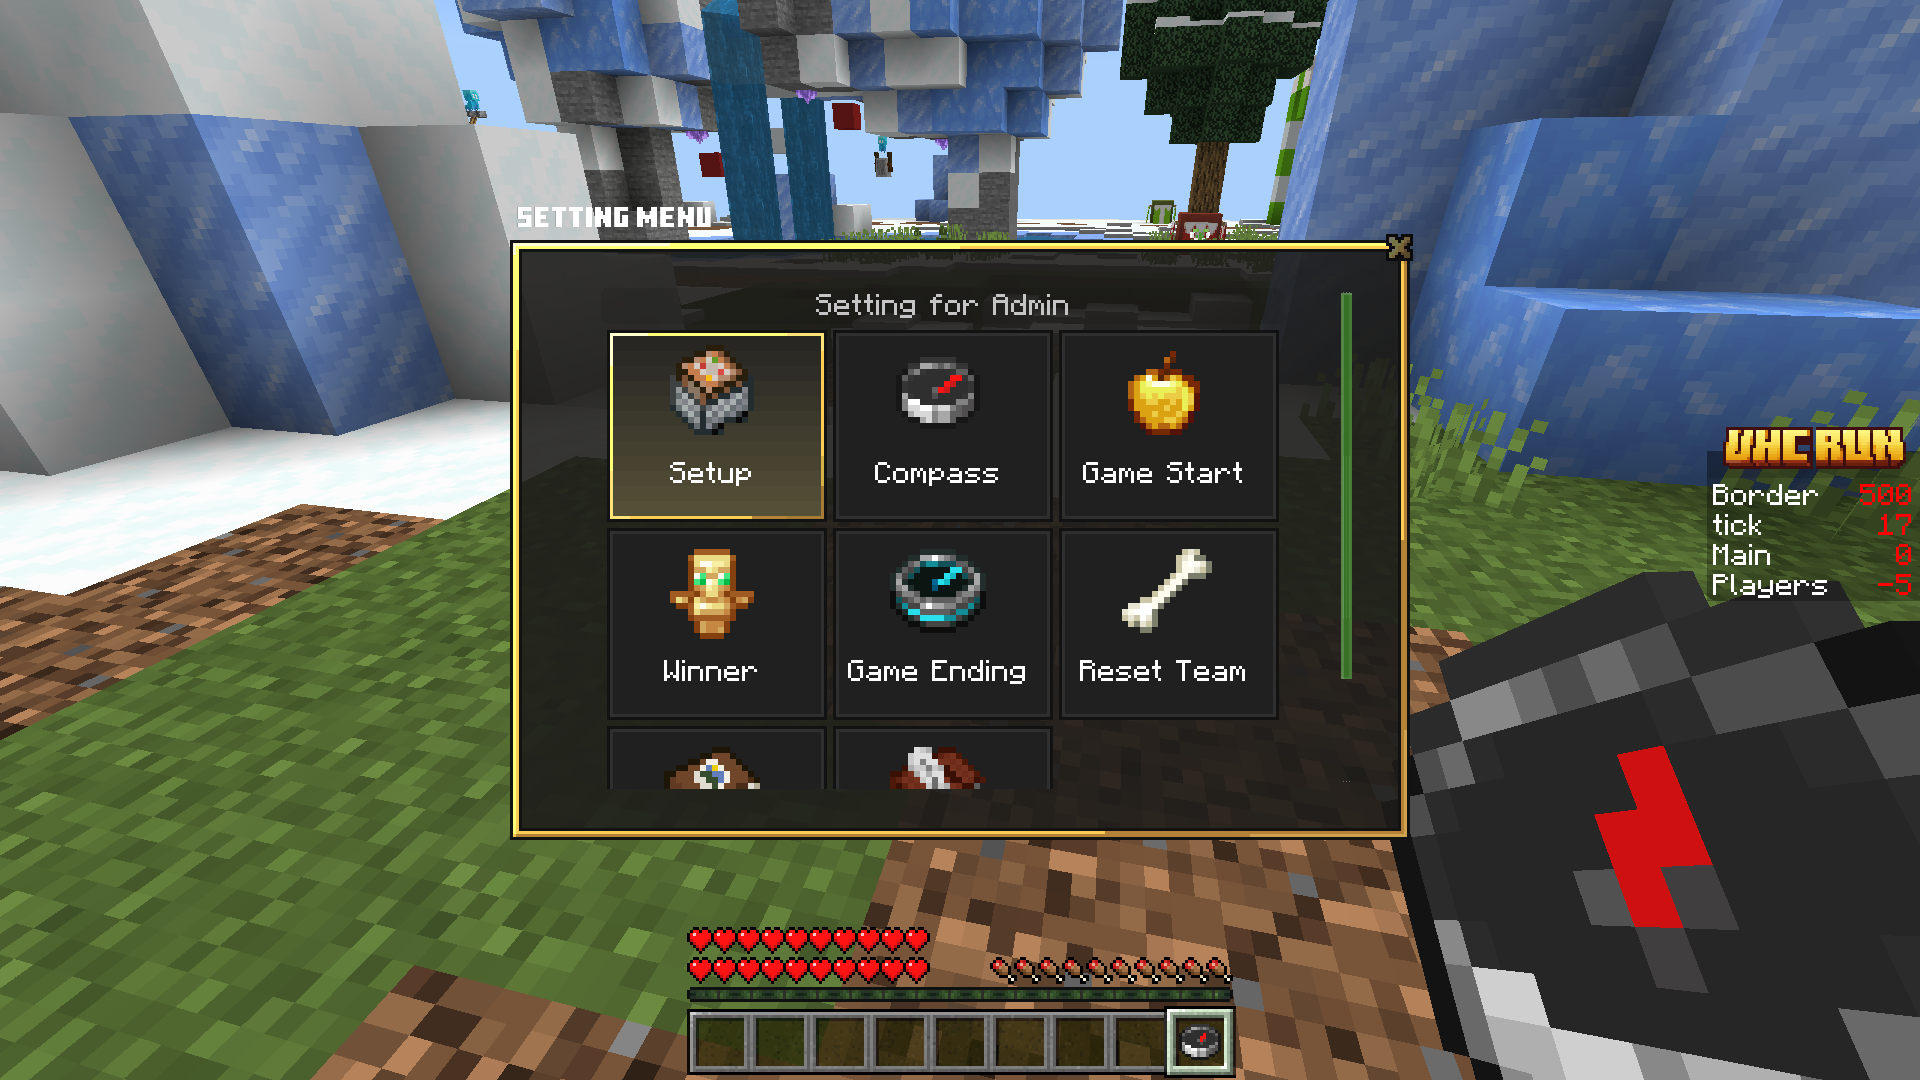 SETTING MENU
Setting for Admin
Setup
Compass
Game Start
Winner
Game Ending
Reset Team
UHC RUN
Border 500
tick 17
Main 0
Players -5